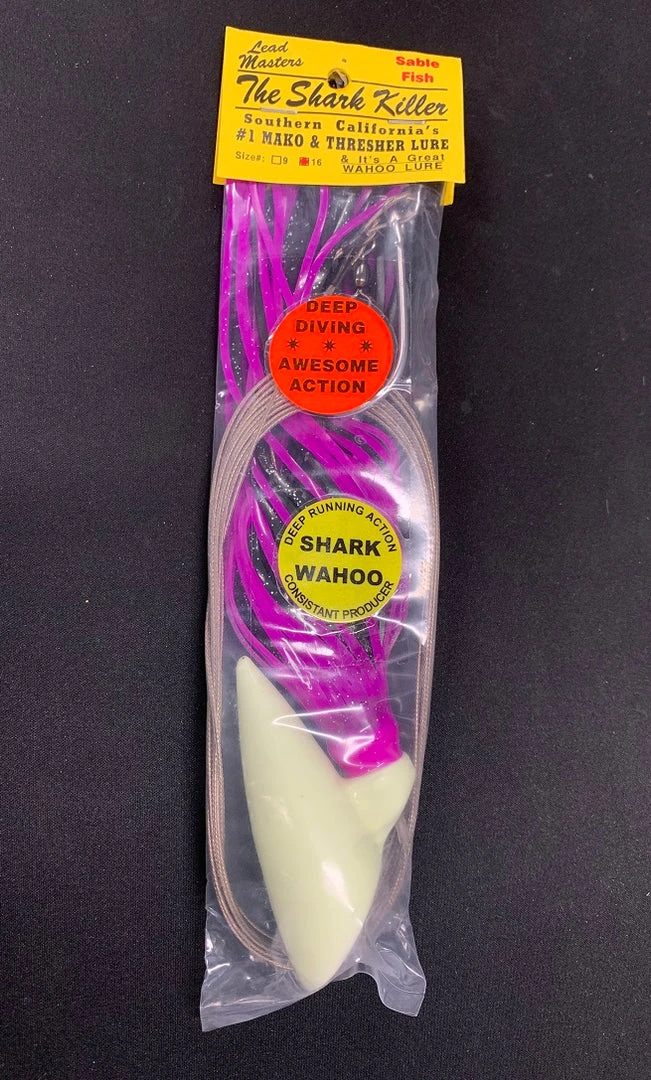 Lead
Masters
Sable
Fish
The Shark Killer
Southern California's
#1 MAKO & THRESHER LURE
Size#: 9 16 & It's A Great
WAHOO LURE
DEEP
DIVING
* * *
AWESOME
ACTION
DEEP RUNNING ACTION
SHARK
WAHOO
CONSISTANT PRODUCER